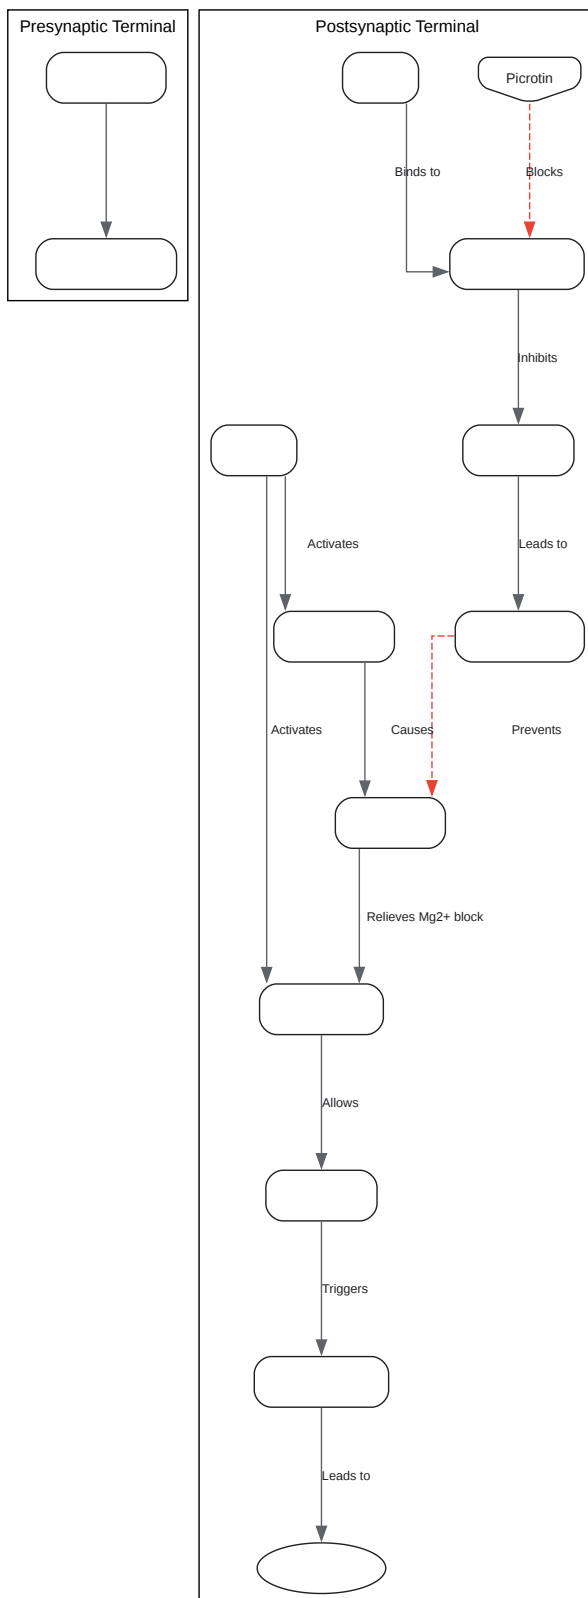 Presynaptic Terminal
Postsynaptic Terminal
Picrotin
Binds to
Blocks
Inhibits
Activates
Leads to
Activates
Causes
Prevents
Relieves Mg2+ block
Allows
Triggers
Leads to